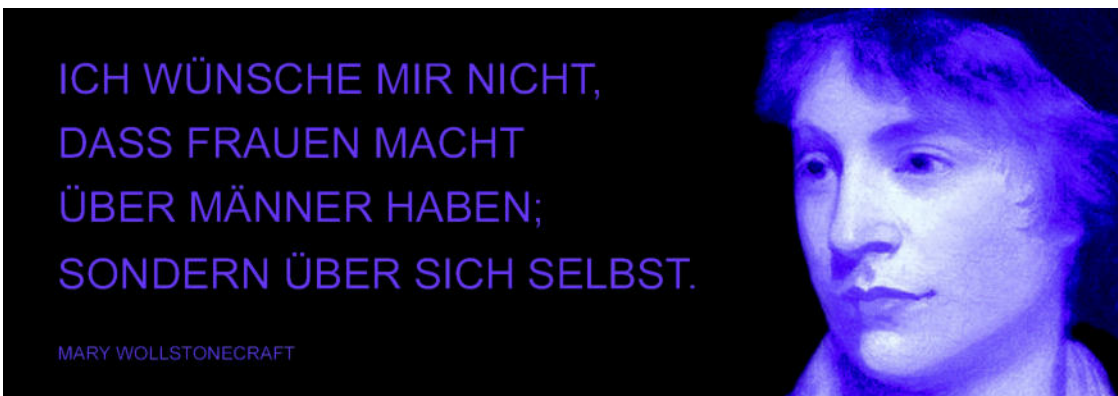 ICH WÜNSCHE MIR NICHT,
DASS FRAUEN MACHT
ÜBER MÄNNER HABEN;
SONDERN ÜBER SICH SELBST.
MARY WOLLSTONECRAFT